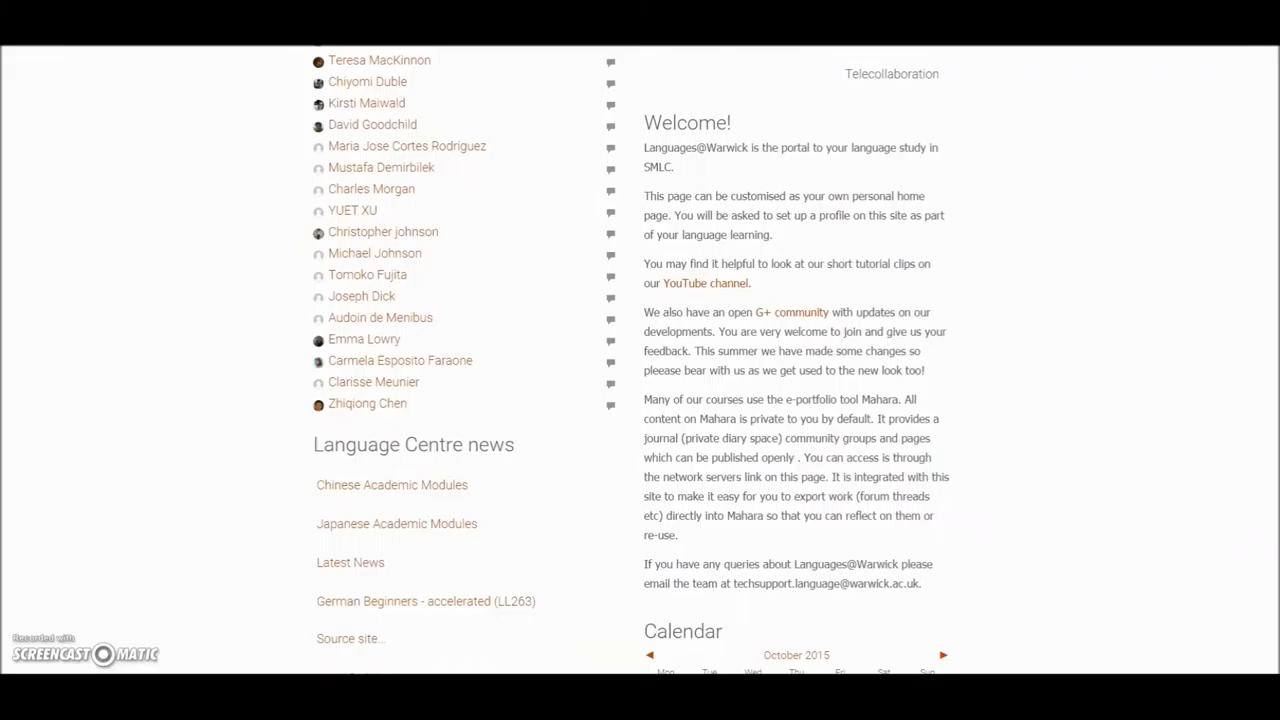 Teresa MacKinnon
Chiyomi Duble
Kirsti Maiwald
David Goodchild
Maria Jose Cortes Rodriguez
Mustafa Demirbilek
Charles Morgan
YUET XU
Christopher johnson
Michael Johnson
Tomoko Fujita
Joseph Dick
Audoin de Menibus
Emma Lowry
Carmela Esposito Faraone
Clarisse Meunier
Zhiqiong Chen
Language Centre news
Chinese Academic Modules
Japanese Academic Modules
Latest News
German Beginners - accelerated (LL263)
Source site...
Telecollaboration
Welcome!
Languages@Warwick is the portal to your language study in
SMLC.
This page can be customised as your own personal home
page. You will be asked to set up a profile on this site as part
of your language learning.
You may find it helpful to look at our short tutorial clips on
our YouTube channel.
We also have an open G+ community with updates on our
developments. You are very welcome to join and give us your
feedback. This summer we have made some changes so
pleease bear with us as we get used to the new look too!
Many of our courses use the e-portfolio tool Mahara. All
content on Mahara is private to you by default. It provides a
journal (private diary space) community groups and pages
which can be published openly . You can access is through
the network servers link on this page. It is integrated with this
site to make it easy for you to export work (forum threads
etc) directly into Mahara so that you can reflect on them or
re-use.
If you have any queries about Languages@Warwick please
email the team at techsupport.language@warwick.ac.uk.
Calendar
October 2015
Mon Tue Wed Thu Fri Sat Sun
Recorded with
SCREENCAST MATIC